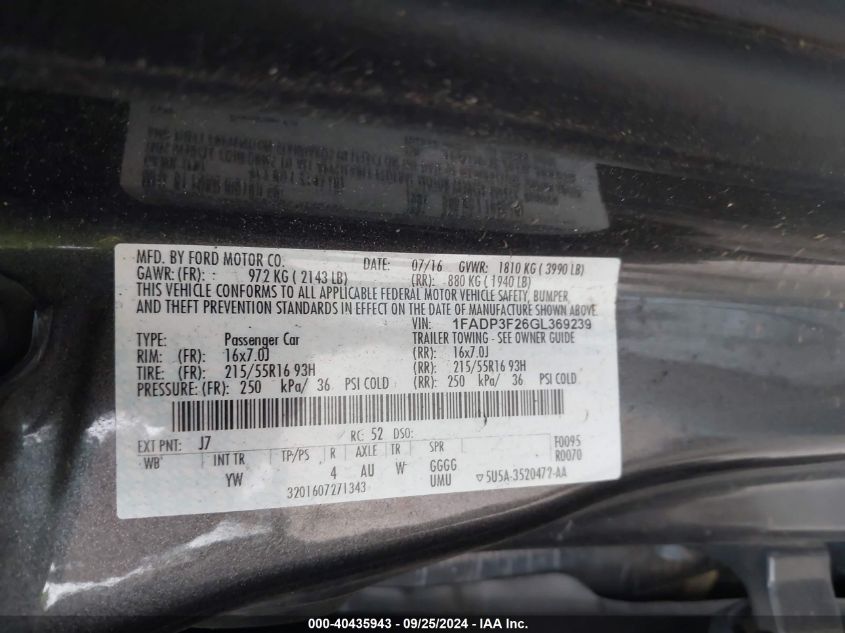 MFD. BY FORD MOTOR CO. DATE: 07/16 GVWR: 1810 KG ( 3990 LB)
GAWR: (FR): 972 KG ( 2143 LB) (RR): 880 KG ( 1940 LB)
THIS VEHICLE CONFORMS TO ALL APPLICABLE FEDERAL MOTOR VEHICLE SAFETY, BUMPER,
AND THEFT PREVENTION STANDARDS IN EFFECT ON THE DATE OF MANUFACTURE SHOWN ABOVE.
VIN: 1FADP3F26GL369239
TYPE: Passenger Car TRAILER TOWING - SEE OWNER GUIDE
RIM: (FR): 16x7.0J (RR): 16x7.0J
TIRE: (FR): 215/55R16 93H (RR): 215/55R16 93H
PRESSURE: (FR): 250 kPa/ 36 PSI COLD (RR): 250 kPa/ 36 PSI COLD
EXT PNT: J7 RC: 52 DSO: F0095
WB INT TR TP/PS R AXLE TR SPR R0070
YW 4 AU W GGGG
3201607271343 UMU ▽5U5A-3520472-AA
000-40435943 - 09/25/2024 - IAA Inc.